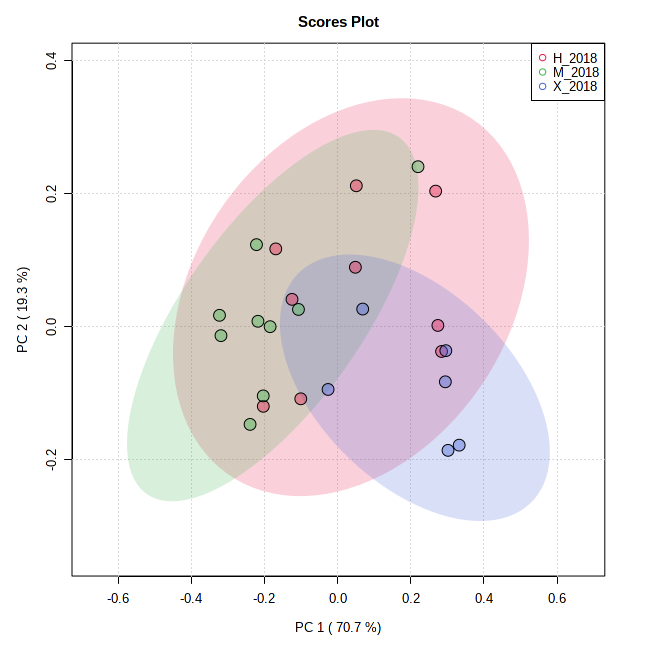 Scores Plot
H_2018
M_2018
X_2018
0.4
0.2
0.0
-0.2
PC 2 ( 19.3 %)
-0.6 -0.4 -0.2 0.0 0.2 0.4 0.6
PC 1 ( 70.7 %)